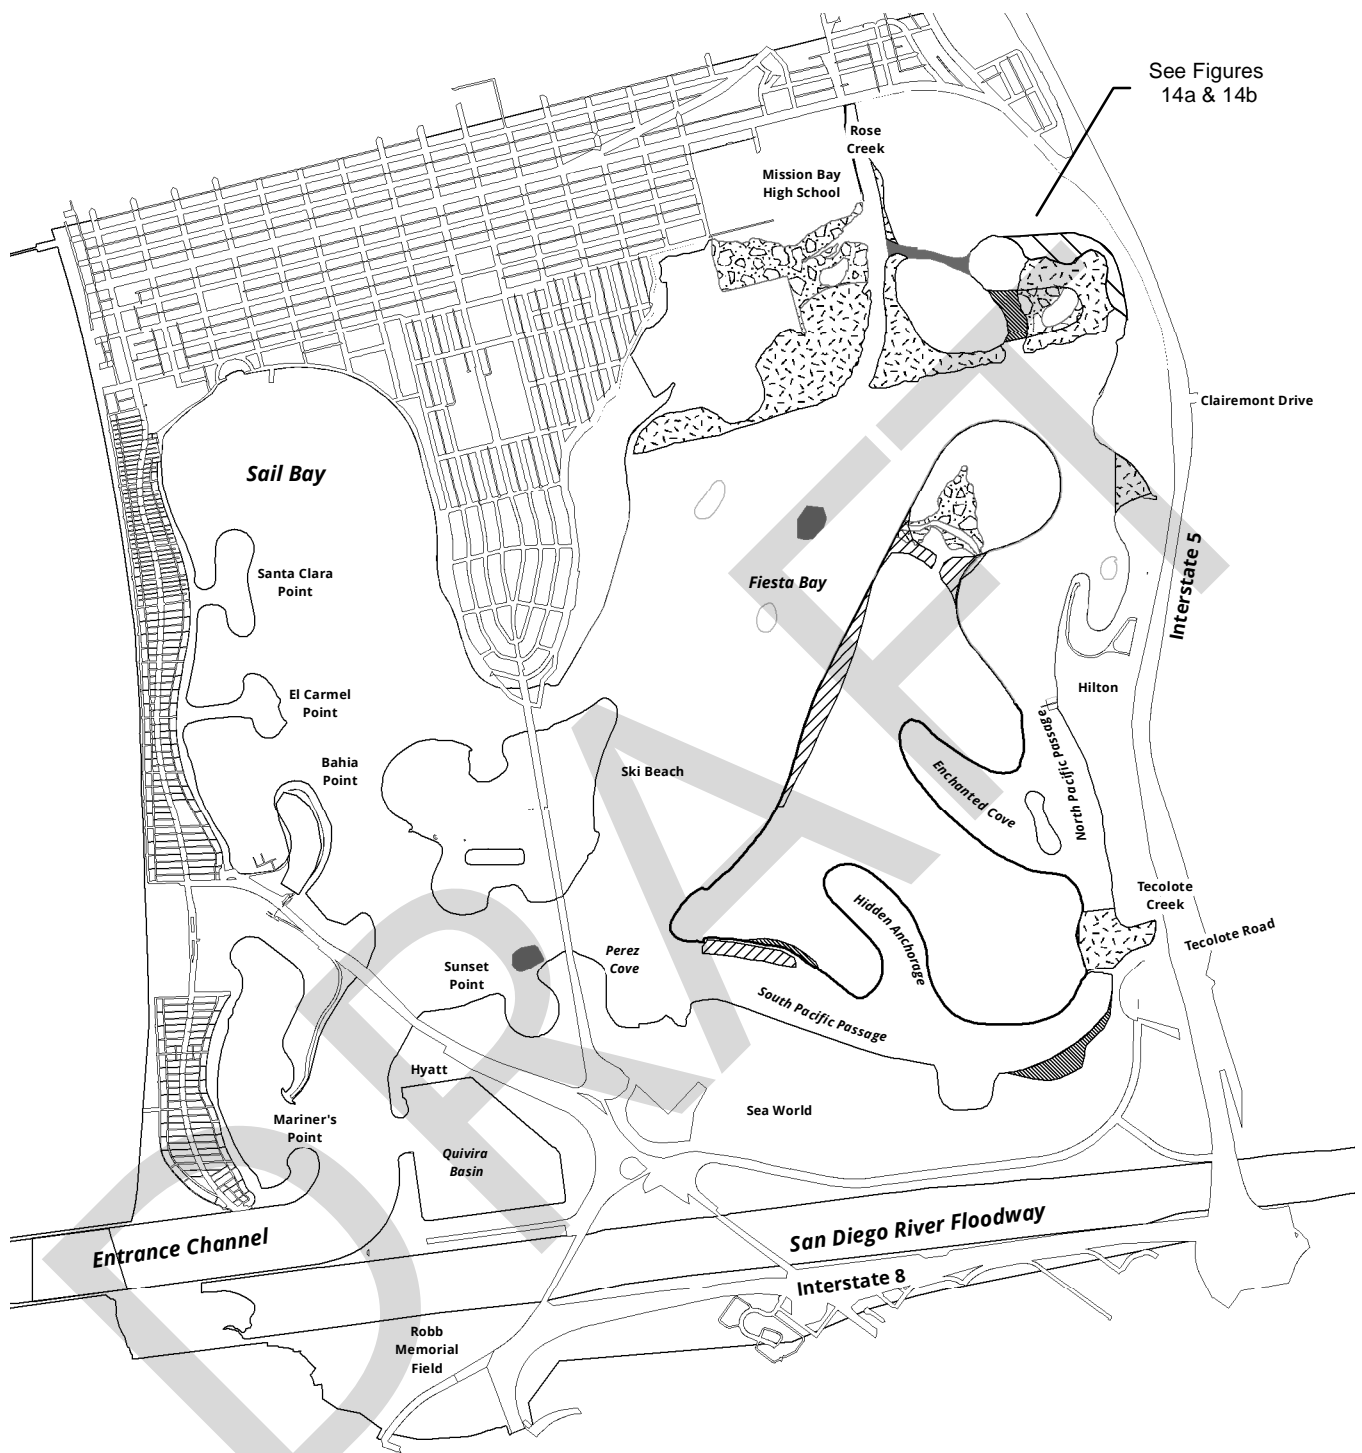 See Figures
14a & 14b
Rose
Creek
Mission Bay
High School
Clairemont Drive
Sail Bay
Santa Clara
Point
Fiesta Bay
Interstate 5
El Carmel
Point
Hilton
Bahia
Point
Ski Beach
Enchanted Cove
North Pacific Passage
Tecolote
Creek
Hidden Anchorage
Tecolote Road
Perez
Cove
Sunset
Point
South Pacific Passage
Hyatt
Sea World
Mariner's
Point
Quivira
Basin
Entrance Channel
San Diego River Floodway
Interstate 8
Robb
Memorial
Field
DRAFT